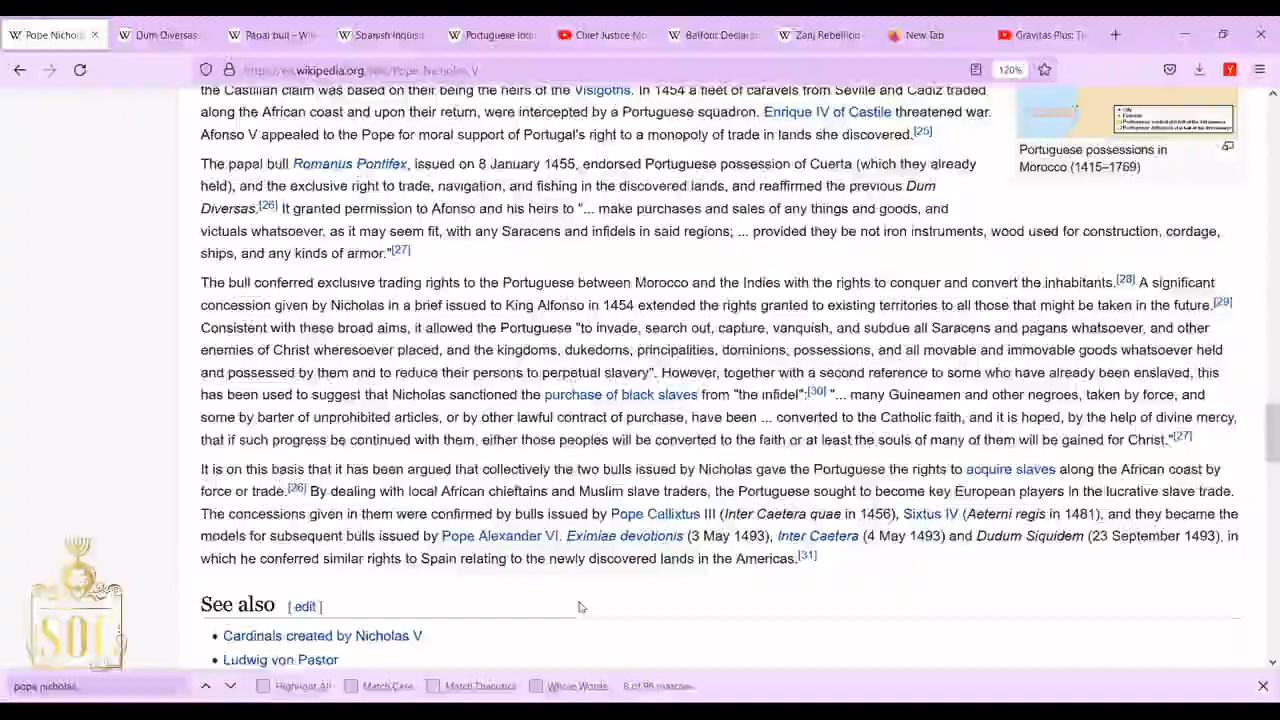 Pope Nichol
Dum Diversas
Papal bull – Wi
Spanish Inquis
Portuguese Inq
Chief Justice Mo
Balfour Declara
Zanj Rebellion
New Tab
Gravitas Plus: T
https://en.wikipedia.org/wiki/Pope_Nicholas_V
120%
the Castilian claim was based on their being the heirs of the Visigoths. In 1454 a fleet of caravels from Seville and Cadiz traded
along the African coast and upon their return, were intercepted by a Portuguese squadron. Enrique IV of Castile threatened war.
Afonso V appealed to the Pope for moral support of Portugal's right to a monopoly of trade in lands she discovered.[25]
Portuguese possessions in
Morocco (1415–1769)
The papal bull Romanus Pontifex, issued on 8 January 1455, endorsed Portuguese possession of Cuerta (which they already
held), and the exclusive right to trade, navigation, and fishing in the discovered lands, and reaffirmed the previous Dum
Diversas.[26] It granted permission to Afonso and his heirs to "... make purchases and sales of any things and goods, and
victuals whatsoever, as it may seem fit, with any Saracens and infidels in said regions; ... provided they be not iron instruments, wood used for construction, cordage,
ships, and any kinds of armor."[27]
The bull conferred exclusive trading rights to the Portuguese between Morocco and the Indies with the rights to conquer and convert the inhabitants.[28] A significant
concession given by Nicholas in a brief issued to King Alfonso in 1454 extended the rights granted to existing territories to all those that might be taken in the future.[29]
Consistent with these broad aims, it allowed the Portuguese "to invade, search out, capture, vanquish, and subdue all Saracens and pagans whatsoever, and other
enemies of Christ wheresoever placed, and the kingdoms, dukedoms, principalities, dominions, possessions, and all movable and immovable goods whatsoever held
and possessed by them and to reduce their persons to perpetual slavery". However, together with a second reference to some who have already been enslaved, this
has been used to suggest that Nicholas sanctioned the purchase of black slaves from "the infidel":[30] "... many Guineamen and other negroes, taken by force, and
some by barter of unprohibited articles, or by other lawful contract of purchase, have been ... converted to the Catholic faith, and it is hoped, by the help of divine mercy,
that if such progress be continued with them, either those peoples will be converted to the faith or at least the souls of many of them will be gained for Christ."[27]
It is on this basis that it has been argued that collectively the two bulls issued by Nicholas gave the Portuguese the rights to acquire slaves along the African coast by
force or trade.[26] By dealing with local African chieftains and Muslim slave traders, the Portuguese sought to become key European players in the lucrative slave trade.
The concessions given in them were confirmed by bulls issued by Pope Callixtus III (Inter Caetera quae in 1456), Sixtus IV (Aeterni regis in 1481), and they became the
models for subsequent bulls issued by Pope Alexander VI. Eximiae devotionis (3 May 1493), Inter Caetera (4 May 1493) and Dudum Siquidem (23 September 1493), in
which he conferred similar rights to Spain relating to the newly discovered lands in the Americas.[31]
See also [ edit ]
• Cardinals created by Nicholas V
• Ludwig von Pastor
SOL
pope nicholas
Highlight All
Match Case
Match Diacritics
Whole Words